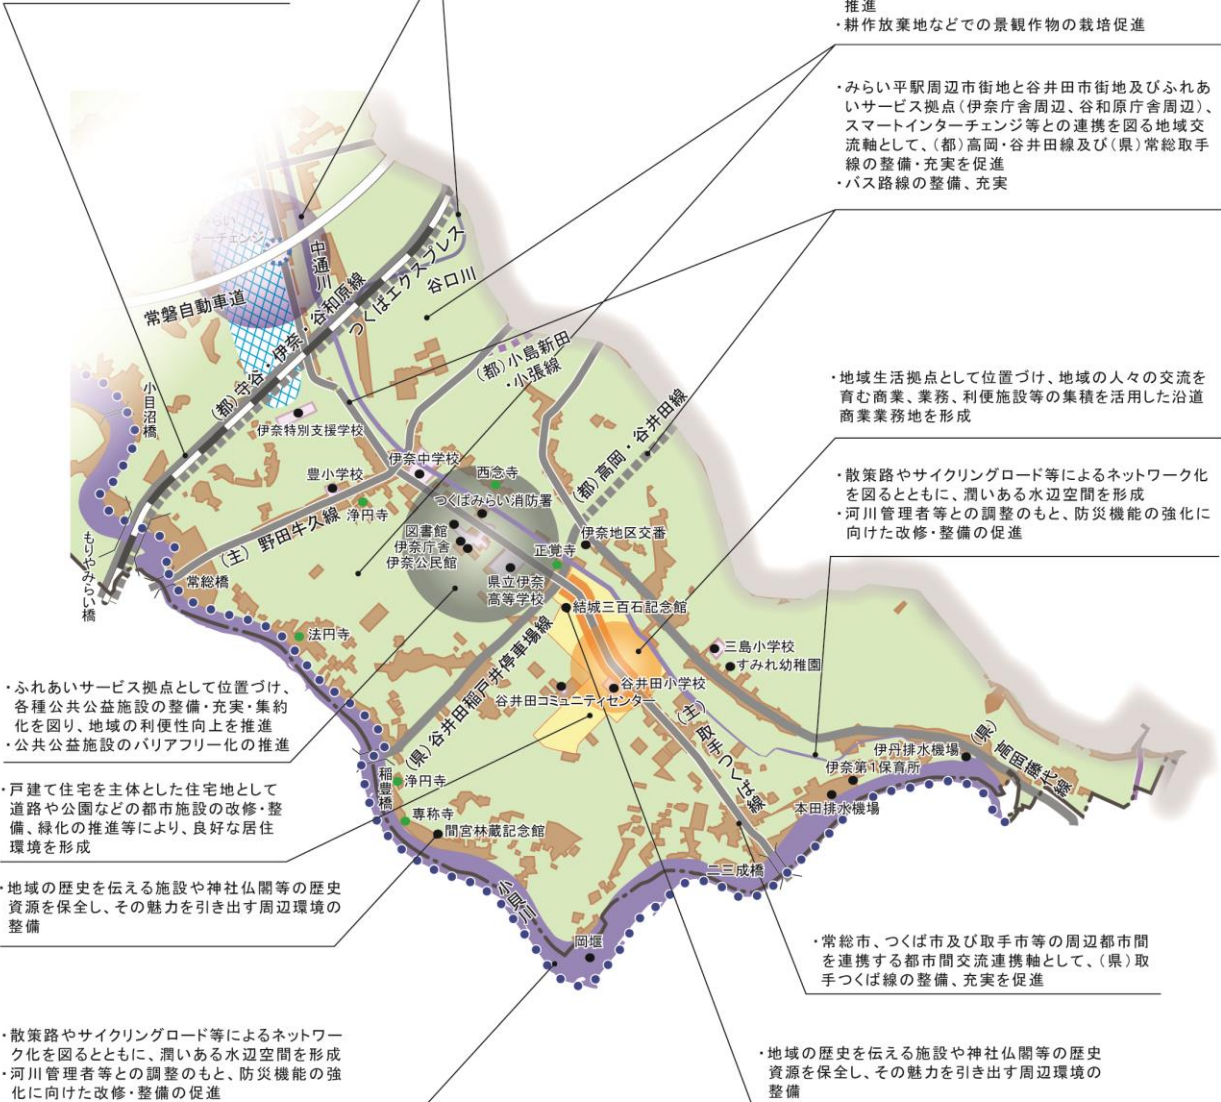 推進
・耕作放棄地などでの景観作物の栽培促進
・みらい平駅周辺市街地と谷井田市街地及びふれあ
いサービス拠点(伊奈庁舎周辺、谷和原庁舎周辺)、
スマートインターチェンジ等との連携を図る地域交
流軸として、(都)高岡・谷井田線及び(県)常総取手
線の整備・充実を促進
・バス路線の整備、充実
ターチェンジ
中通川
常磐自動車道
(都)守谷・伊奈・谷和原線
つくばエクスプレス
谷口川
小目沼橋
(都)小島新田
・小張線
・地域生活拠点として位置づけ、地域の人々の交流を
育む商業、業務、利便施設等の集積を活用した沿道
商業業務地を形成
伊奈特別支援学校
(都)高岡・谷井田線
伊奈中学校
西念寺
豊小学校
つくばみらい消防署
浄円寺
・散策路やサイクリングロード等によるネットワーク化
を図るとともに、潤いある水辺空間を形成
・河川管理者等との調整のもと、防災機能の強化に
向けた改修・整備の促進
(主) 野田牛久線
図書館
伊奈庁舎
伊奈公民館
伊奈地区交番
正覚寺
もりやみらい橋
常総橋
県立伊奈
高等学校
結城三百石記念館
法円寺
三島小学校
すみれ幼稚園
(県)谷井田稲戸井停車場線
谷井田小学校
谷井田コミュニティセンター
・ふれあいサービス拠点として位置づけ、
各種公共公益施設の整備・充実・集約
化を図り、地域の利便性向上を推進
・公共公益施設のバリアフリー化の推進
(主)取手つくば線
伊丹排水機場
(県)高岡藤代線
伊奈第1保育所
稲豊橋
浄円寺
本田排水機場
・戸建て住宅を主体とした住宅地として
道路や公園などの都市施設の改修・整
備、緑化の推進等により、良好な居住
環境を形成
専称寺
間宮林蔵記念館
二三成橋
・地域の歴史を伝える施設や神社仏閣等の歴史
資源を保全し、その魅力を引き出す周辺環境の
整備
小貝川
岡堰
・常総市、つくば市及び取手市等の周辺都市間
を連携する都市間交流連携軸として、(県)取
手つくば線の整備、充実を促進
・散策路やサイクリングロード等によるネットワー
ク化を図るとともに、潤いある水辺空間を形成
・河川管理者等との調整のもと、防災機能の強
化に向けた改修・整備の促進
・地域の歴史を伝える施設や神社仏閣等の歴史
資源を保全し、その魅力を引き出す周辺環境の
整備